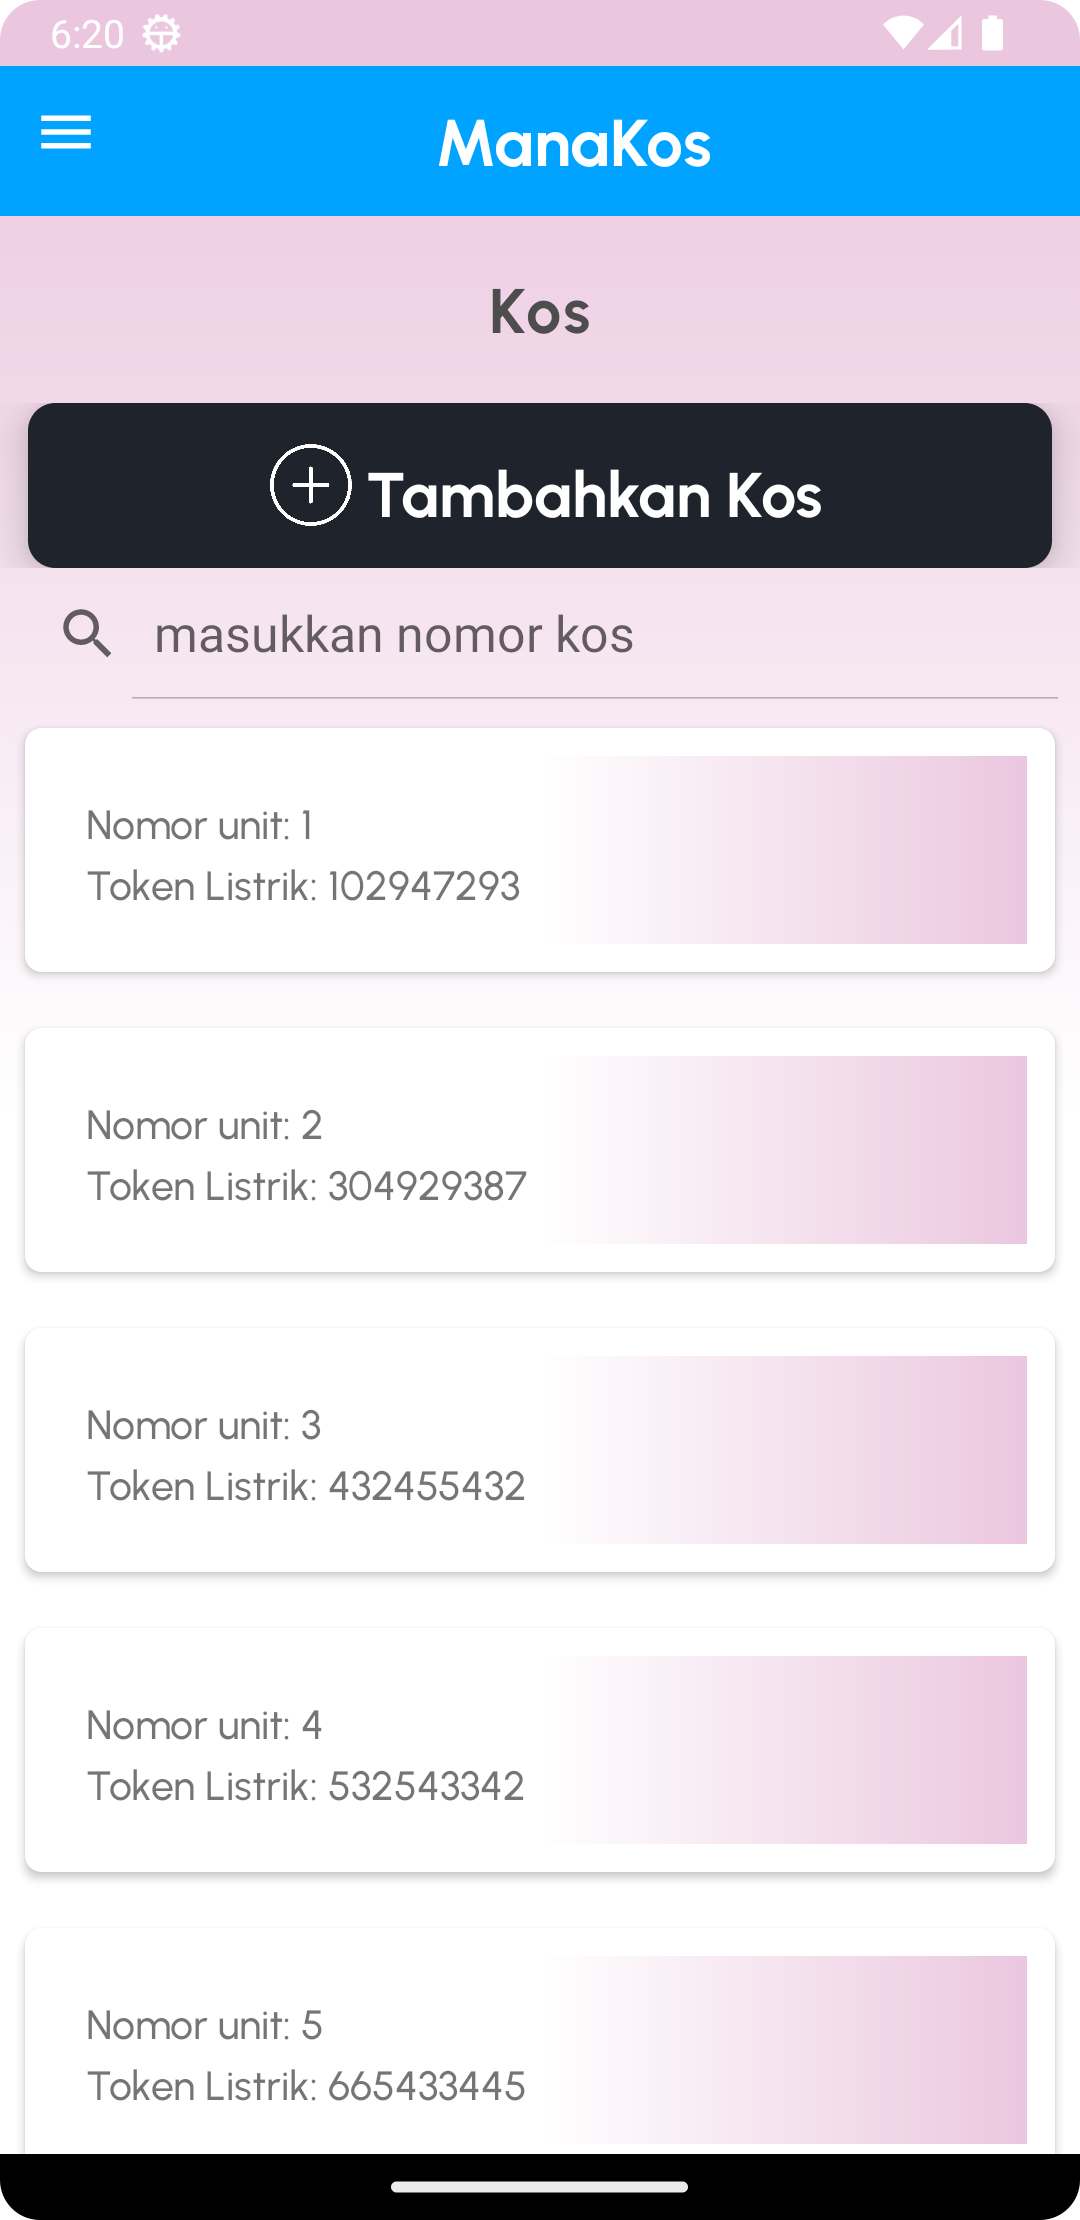 6:20
ManaKos
Kos
Tambahkan Kos
masukkan nomor kos
Nomor unit: 1
Token Listrik: 102947293
Nomor unit: 2
Token Listrik: 304929387
Nomor unit: 3
Token Listrik: 432455432
Nomor unit: 4
Token Listrik: 532543342
Nomor unit: 5
Token Listrik: 665433445